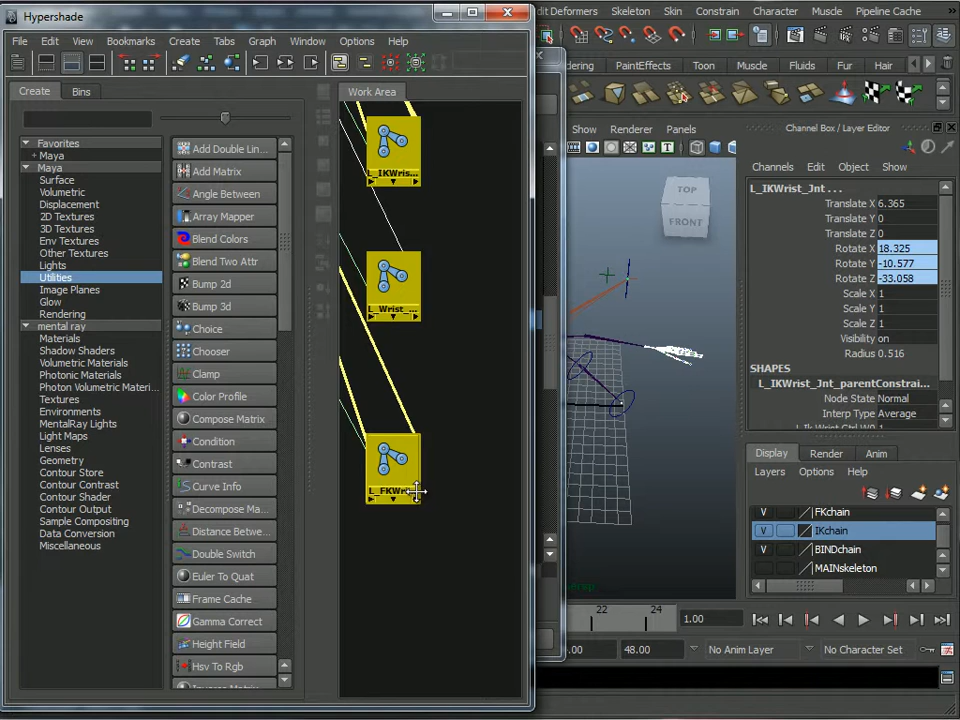 Hypershade
File Edit View Bookmarks Create Tabs Graph Window Options Help
Create Bins
Work Area
Favorites
Maya
Maya
Surface
Volumetric
Displacement
2D Textures
3D Textures
Env Textures
Other Textures
Lights
Utilities
Image Planes
Glow
Rendering
mental ray
Materials
Shadow Shaders
Volumetric Materials
Photonic Materials
Photon Volumetric Materi...
Textures
Environments
MentalRay Lights
Light Maps
Lenses
Geometry
Contour Store
Contour Contrast
Contour Shader
Contour Output
Sample Compositing
Data Conversion
Miscellaneous
Add Double Lin...
Add Matrix
Angle Between
Array Mapper
Blend Colors
Blend Two Attr
Bump 2d
Bump 3d
Choice
Chooser
Clamp
Color Profile
Compose Matrix
Condition
Contrast
Curve Info
Decompose Ma...
Distance Betwe...
Double Switch
Euler To Quat
Frame Cache
Gamma Correct
Height Field
Hsv To Rgb
L_IKWris...
L_Wrist_...
L_FKWri
Deformers Skeleton Skin Constrain Character Muscle Pipeline Cache
PaintEffects Toon Muscle Fluids Fur Hair
Show Renderer Panels
TOP
FRONT
Channel Box / Layer Editor
Channels Edit Object Show
L_IKWrist_Jnt ...
Translate X 6.365
Translate Y 0
Translate Z 0
Rotate X 18.325
Rotate Y -10.577
Rotate Z -33.058
Scale X 1
Scale Y 1
Scale Z 1
Visibility on
Radius 0.516
SHAPES
L_IKWrist_Jnt_parentConstrai...
Node State Normal
Interp Type Average
Display Render Anim
Layers Options Help
V FKchain
V IKchain
V BINDchain
MAINskeleton
22 24
1.00
48.00
No Anim Layer
No Character Set